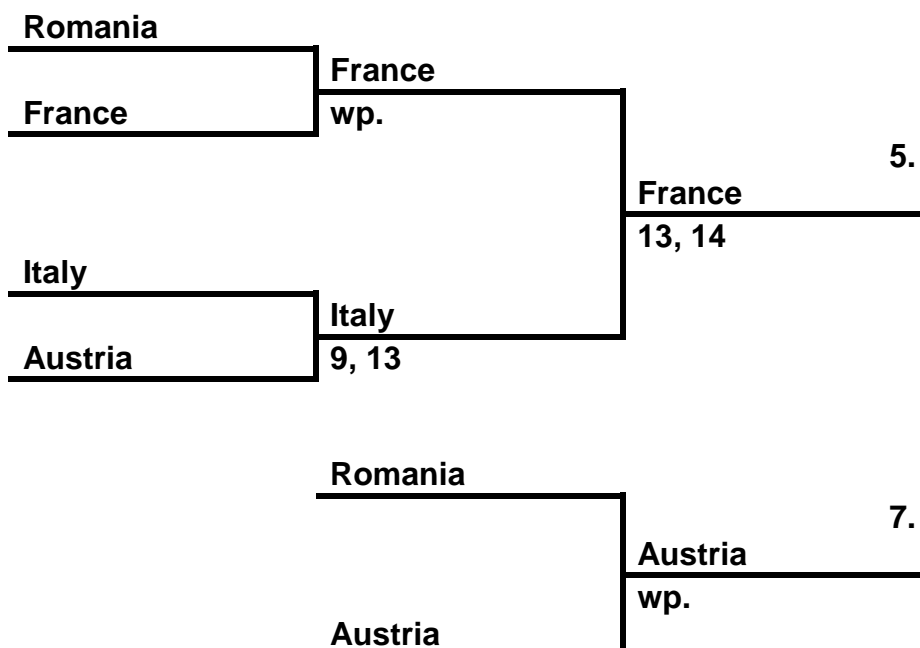 Romania
France
France
wp.
5.
France
13, 14
Italy
Italy
Austria
9, 13
Romania
7.
Austria
wp.
Austria